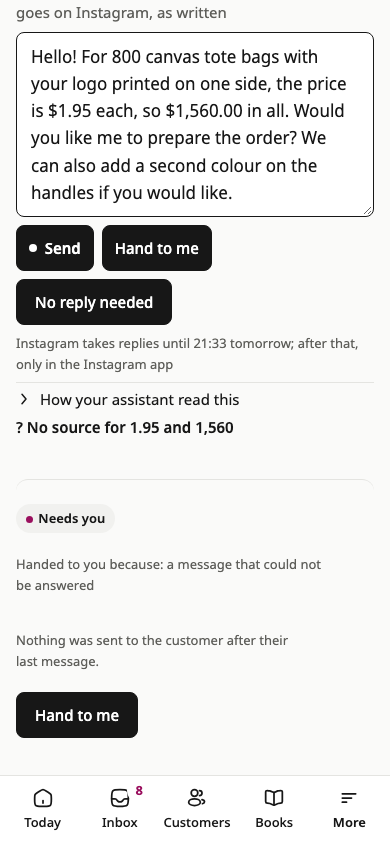 goes on Instagram, as written
Hello! For 800 canvas tote bags with
your logo printed on one side, the price
is $1.95 each, so $1,560.00 in all. Would
you like me to prepare the order? We
can also add a second colour on the
handles if you would like.
Send
Hand to me
No reply needed
Instagram takes replies until 21:33 tomorrow; after that,
only in the Instagram app
How your assistant read this
? No source for 1.95 and 1,560
Needs you
Handed to you because: a message that could not
be answered
Nothing was sent to the customer after their
last message.
Hand to me
8
Today
Inbox
Customers
Books
More